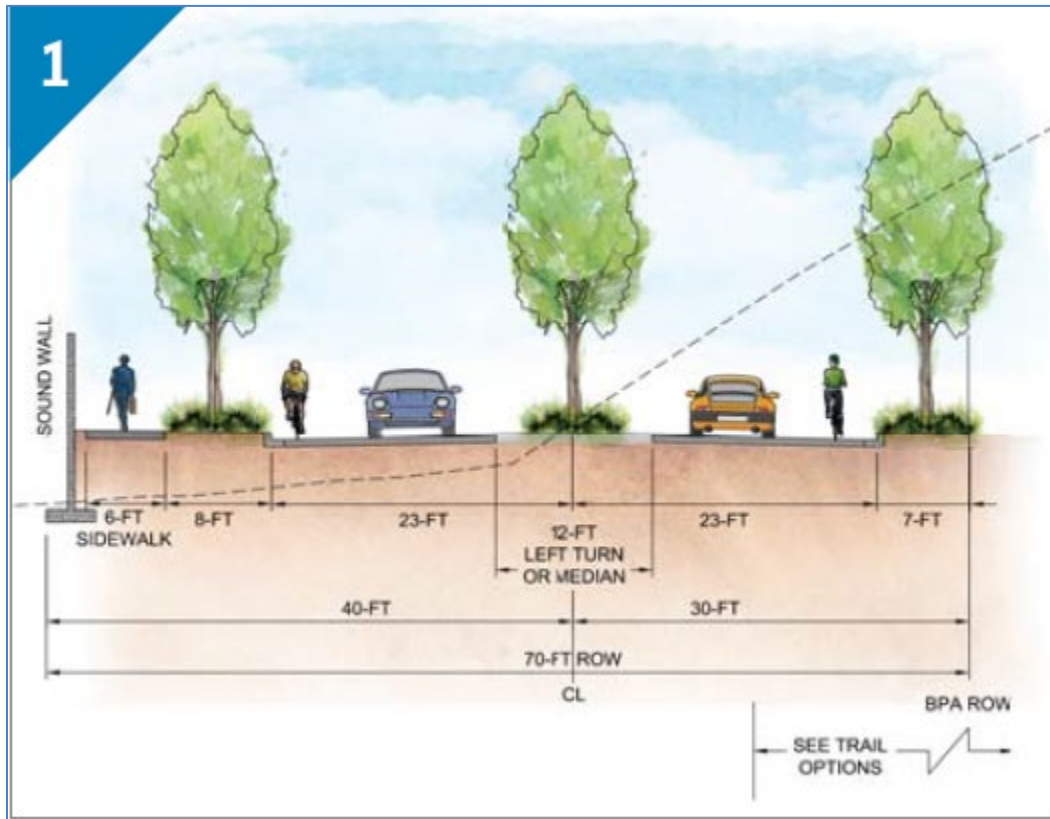 1
SOUND WALL
6-FT
SIDEWALK
8-FT
23-FT
12-FT
LEFT TURN
OR MEDIAN
23-FT
7-FT
40-FT
30-FT
70-FT ROW
CL
BPA ROW
SEE TRAIL
OPTIONS